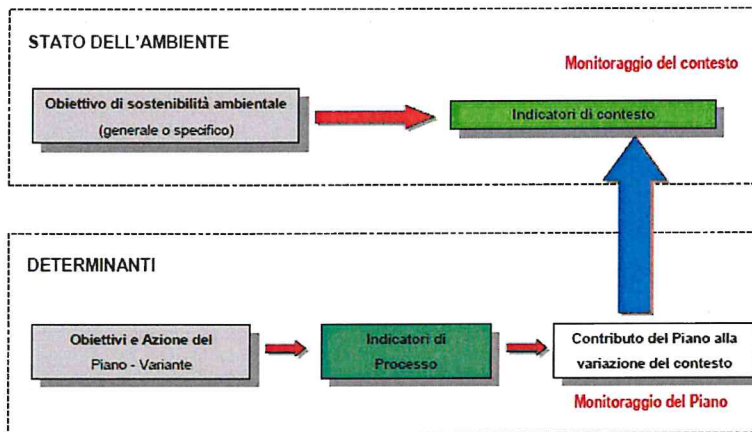 STATO DELL'AMBIENTE
Monitoraggio del contesto
Obiettivo di sostenibilità ambientale
(generale o specifico)
Indicatori di contesto
DETERMINANTI
Obiettivi e Azione del
Piano - Variante
Indicatori di
Processo
Contributo del Piano alla
variazione del contesto
Monitoraggio del Piano